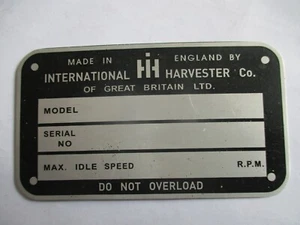 MADE IN IH ENGLAND BY
INTERNATIONAL HARVESTER Co.
OF GREAT BRITAIN LTD.
MODEL
SERIAL
NO
MAX. IDLE SPEED R.P.M.
DO NOT OVERLOAD